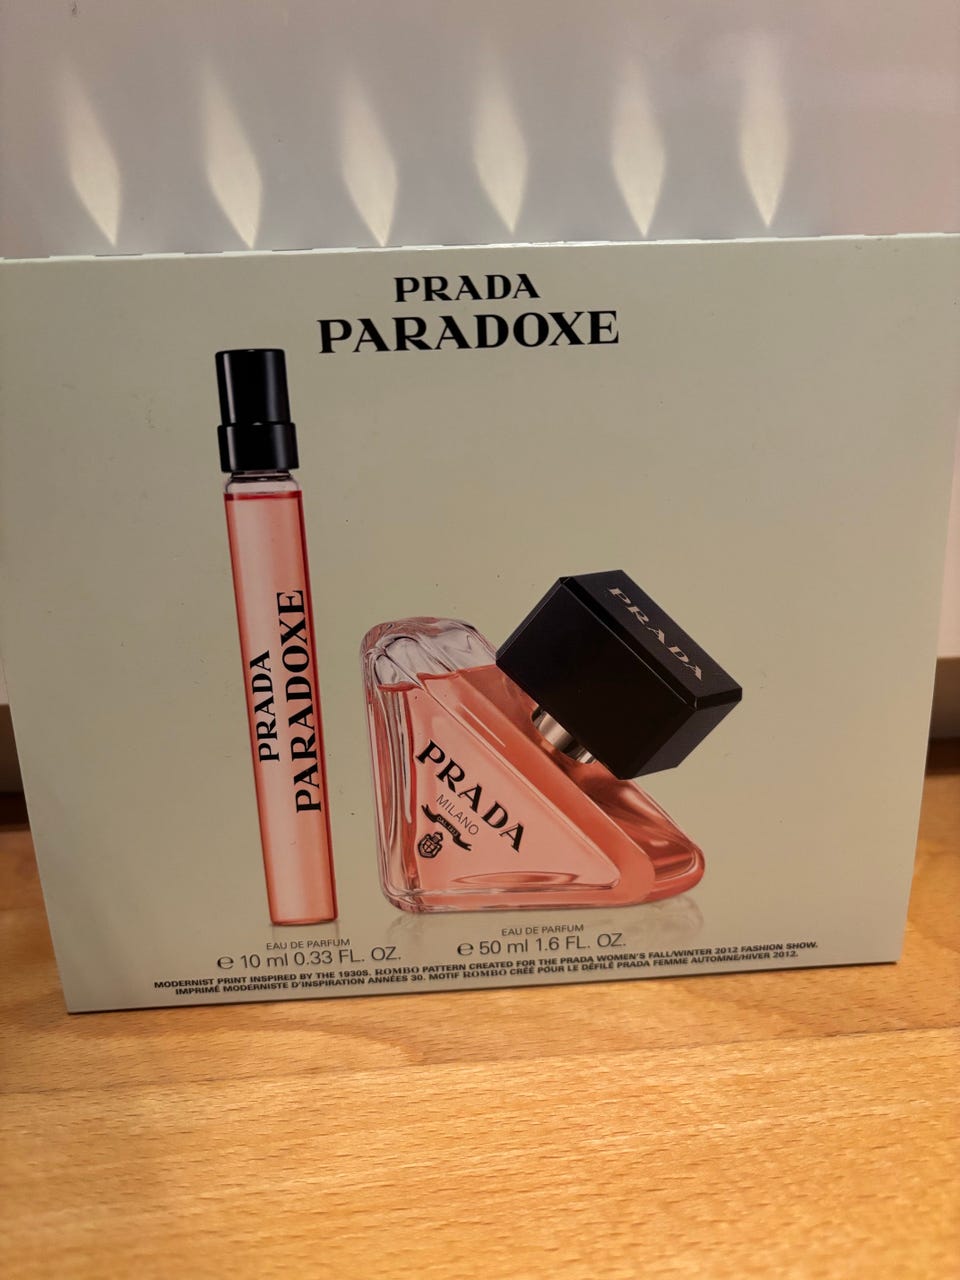 PRADA
PARADOXE
PRADA
PARADOXE
PRADA
PRADA
MILANO
DAL 1913
EAU DE PARFUM
℮ 10 ml 0.33 FL. OZ.
EAU DE PARFUM
℮ 50 ml 1.6 FL. OZ.
MODERNIST PRINT INSPIRED BY THE 1930S. ROMBO PATTERN CREATED FOR THE PRADA WOMEN'S FALL/WINTER 2012 FASHION SHOW.
IMPRIMÉ MODERNISTE D'INSPIRATION ANNÉES 30. MOTIF ROMBO CRÉÉ POUR LE DÉFILÉ PRADA FEMME AUTOMNE/HIVER 2012.